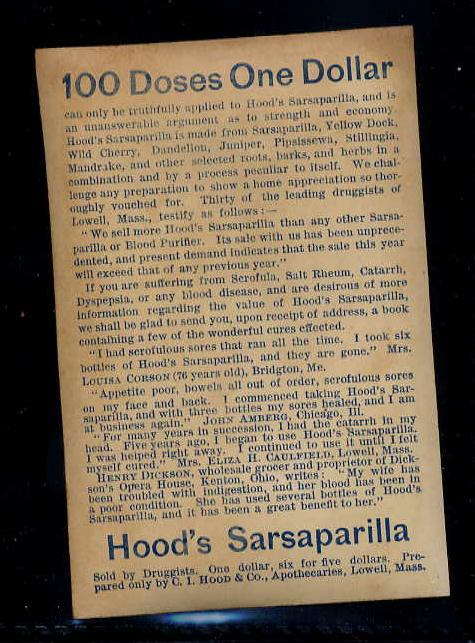 100 Doses One Dollar
can only be truthfully applied to Hood's Sarsaparilla, and is
an unanswerable argument as to strength and economy.
Hood's Sarsaparilla is made from Sarsaparilla, Yellow Dock,
Wild Cherry, Dandelion, Juniper, Pipsissewa, Stillingia,
Mandrake, and other selected roots, barks, and herbs in a
combination and by a process peculiar to itself. We chal-
lenge any preparation to show a home appreciation so thor-
oughly vouched for. Thirty of the leading druggists of
Lowell, Mass., testify as follows:—
"We sell more Hood's Sarsaparilla than any other Sarsa-
parilla or Blood Purifier. Its sale with us has been unprece-
dented, and present demand indicates that the sale this year
will exceed that of any previous year."
If you are suffering from Scrofula, Salt Rheum, Catarrh,
Dyspepsia, or any blood disease, and are desirous of more
information regarding the value of Hood's Sarsaparilla,
we shall be glad to send you, upon receipt of address, a book
containing a few of the wonderful cures effected.
"I had scrofulous sores that ran all the time. I took six
bottles of Hood's Sarsaparilla, and they are gone." Mrs.
LOUISA CORSON (76 years old), Bridgton, Me.
"Appetite poor, bowels all out of order, scrofulous sores
on my face and back. I commenced taking Hood's Sar-
saparilla, and with three bottles my sores healed, and I am
at business again." JOHN AMBERG, Chicago, Ill.
"For many years in succession, I had the catarrh in my
head. Five years ago, I began to use Hood's Sarsaparilla.
I was helped right away. I continued to use it until I felt
myself cured." Mrs. ELIZA H. CAULFIELD, Lowell, Mass.
HENRY DICKSON, wholesale grocer and proprietor of Dick-
son's Opera House, Kenton, Ohio, writes: "My wife has
been troubled with indigestion, and her blood has been in
a poor condition. She has used several bottles of Hood's
Sarsaparilla, and it has been a great benefit to her."
Hood's Sarsaparilla
Sold by Druggists. One dollar, six for five dollars. Pre-
pared only by C. I. HOOD & CO., Apothecaries, Lowell, Mass.